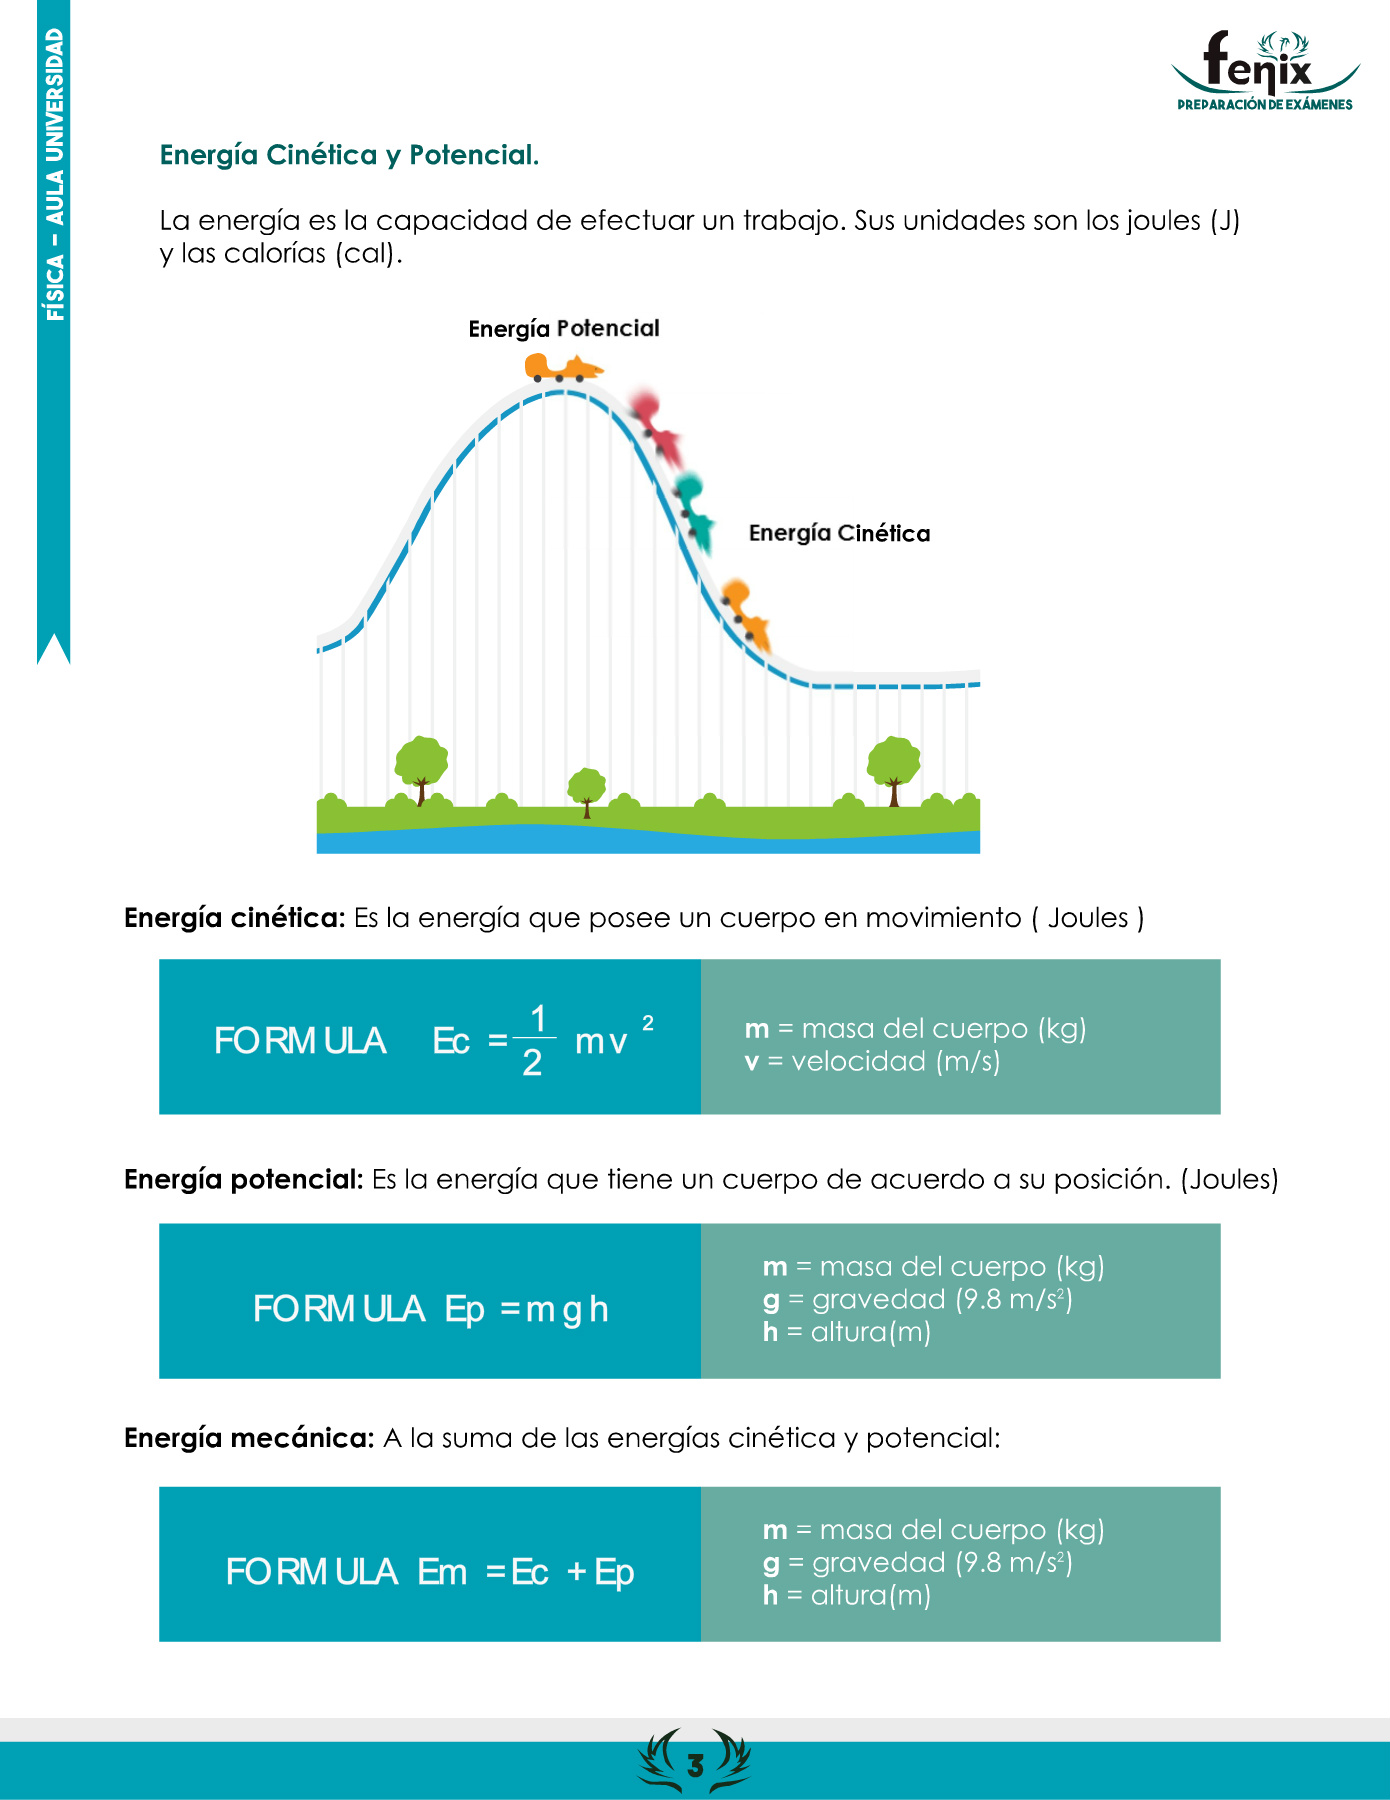 FÍSICA - AULA UNIVERSIDAD
fenix
PREPARACIÓN DE EXÁMENES
Energía Cinética y Potencial.
La energía es la capacidad de efectuar un trabajo. Sus unidades son los joules (J)
y las calorías (cal).
Energía Potencial
Energía Cinética
Energía cinética: Es la energía que posee un cuerpo en movimiento ( Joules )
FORMULA Ec = 1/2 mv ²
m = masa del cuerpo (kg)
v = velocidad (m/s)
Energía potencial: Es la energía que tiene un cuerpo de acuerdo a su posición. (Joules)
FORMULA Ep = m g h
m = masa del cuerpo (kg)
g = gravedad (9.8 m/s²)
h = altura(m)
Energía mecánica: A la suma de las energías cinética y potencial:
FORMULA Em = Ec + Ep
m = masa del cuerpo (kg)
g = gravedad (9.8 m/s²)
h = altura(m)
3